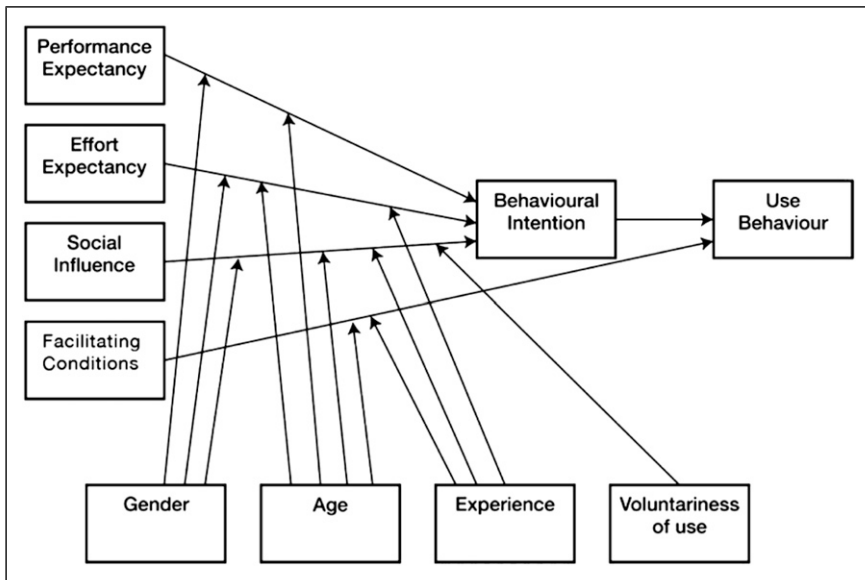 Performance
Expectancy
Effort
Expectancy
Social
Influence
Facilitating
Conditions
Behavioural
Intention
Use
Behaviour
Gender
Age
Experience
Voluntariness
of use